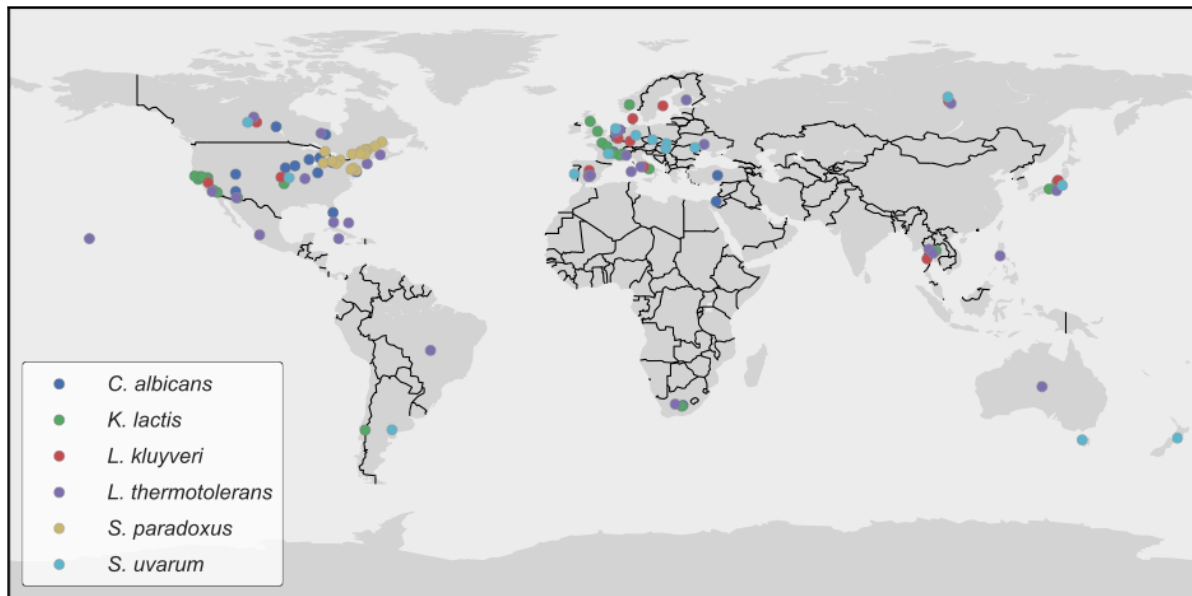 C. albicans
K. lactis
L. kluyveri
L. thermotolerans
S. paradoxus
S. uvarum